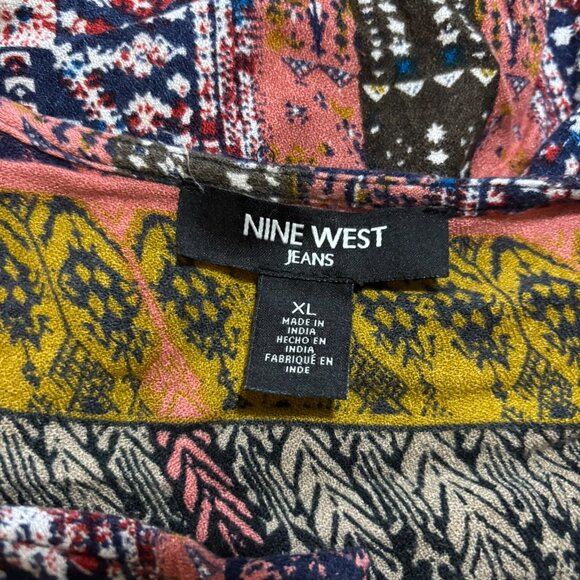 NINE WEST
JEANS
XL
MADE IN
INDIA
HECHO EN
INDIA
FABRIQUÉ EN
INDE